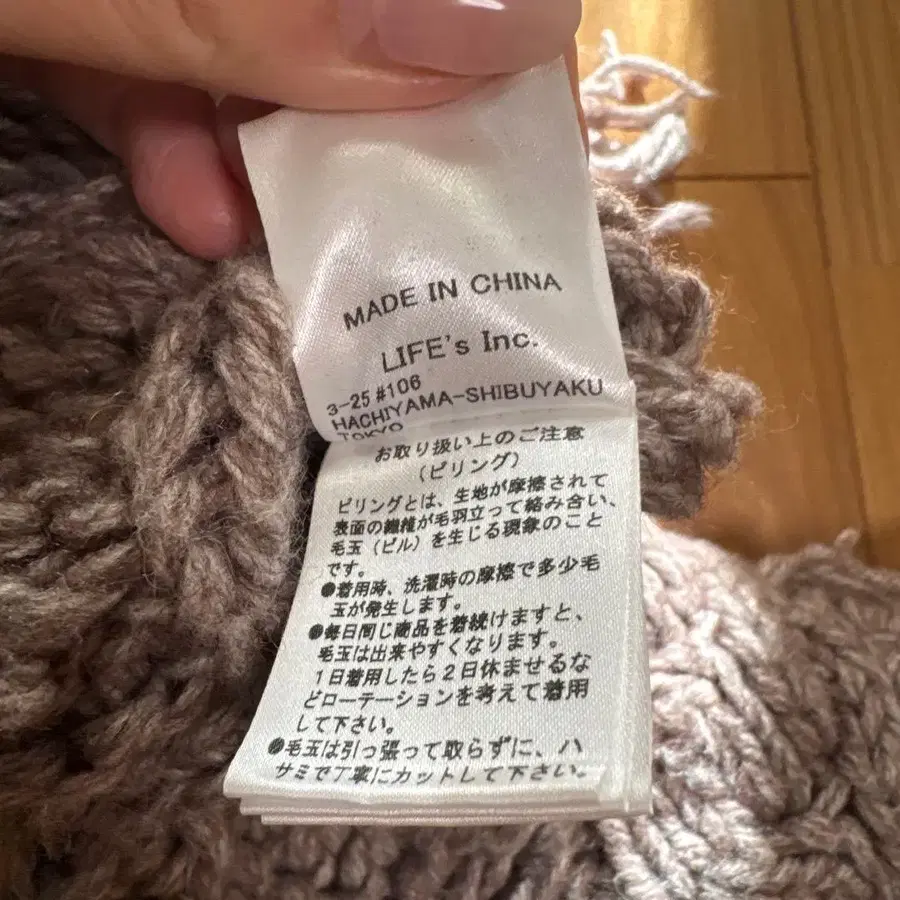 MADE IN CHINA
LIFE's Inc.
3-25 #106
HACHIYAMA-SHIBUYAKU
TOKYO
お取り扱い上のご注意
(ピリング)
ピリングとは、生地が摩擦されて
表面の繊維が毛羽立って絡み合い、
毛玉(ピル)を生じる現象のこと
です。
●着用時、洗濯時の摩擦で多少毛
玉が発生します。
●毎日同じ商品を着続けますと、
毛玉は出来やすくなります。
1日着用したら2日休ませるな
どローテーションを考えて着用
して下さい。
●毛玉は引っ張って取らずに、ハ
サミで丁寧にカットして下さい。